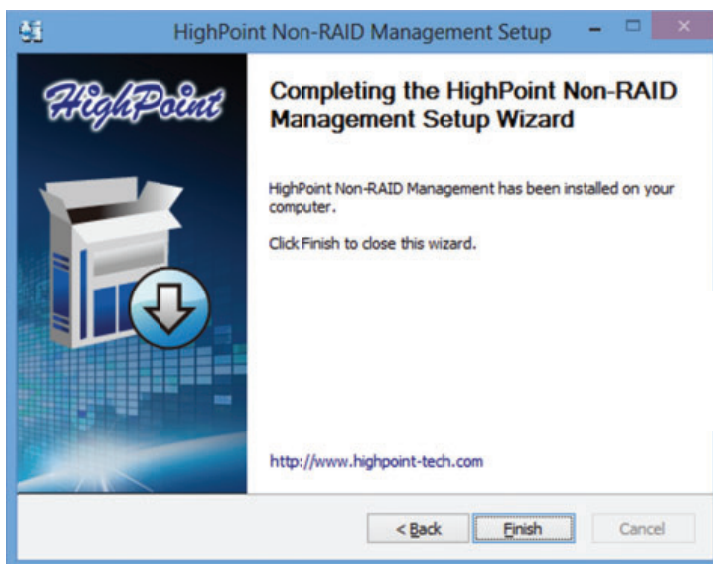 HighPoint Non-RAID Management Setup
HighPoint
Completing the HighPoint Non-RAID
Management Setup Wizard
HighPoint Non-RAID Management has been installed on your
computer.
Click Finish to close this wizard.
http://www.highpoint-tech.com
< Back
Finish
Cancel